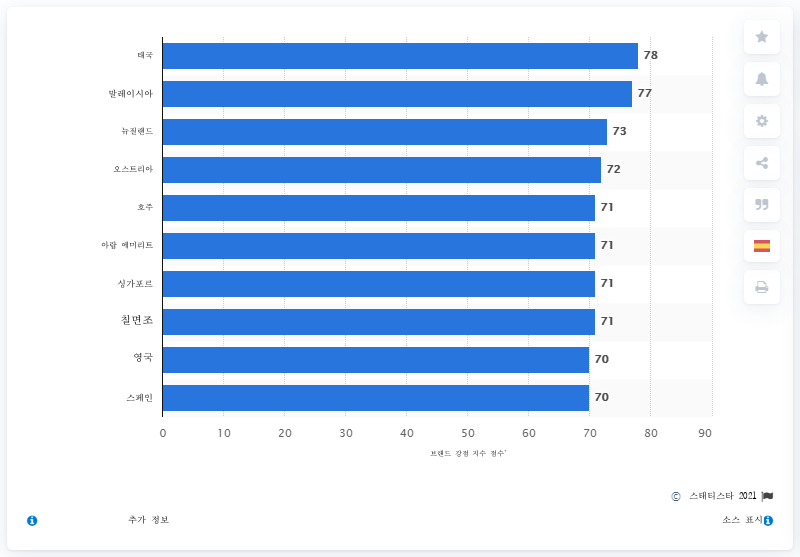 태국 78
말레이시아 77
뉴질랜드 73
오스트리아 72
호주 71
아랍 에미리트 71
싱가포르 71
칠면조 71
영국 70
스페인 70
0 10 20 30 40 50 60 70 80 90
브랜드 강점 지수 점수*
© 스태티스타 2021
추가 정보 소스 표시